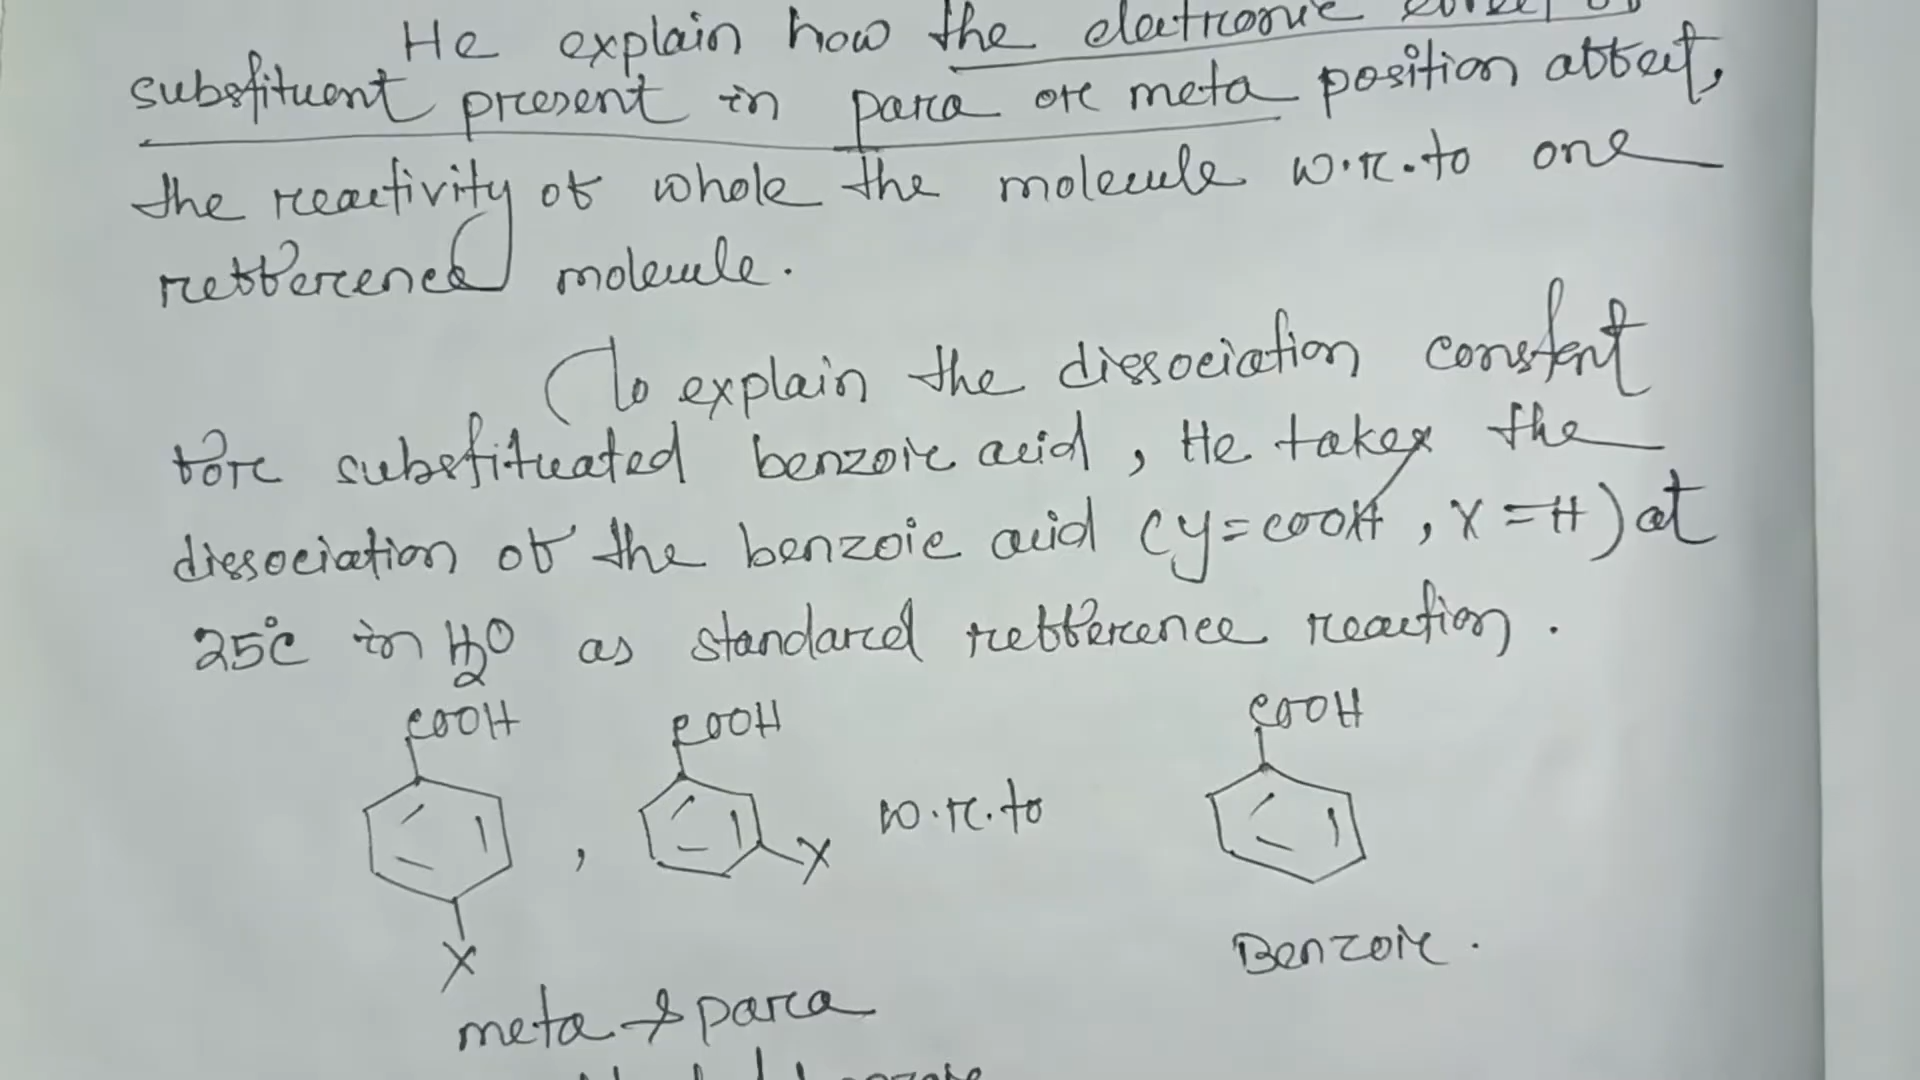 He explain how the electronic effect of
substituent present in para or meta position affect,
the reactivity of whole the molecule w.r.to one
refference molecule.
To explain the dissociation constant
for substituated benzoic acid, He takes the
dissociation of the benzoic acid (y=COOH, X=H) at
25°C in H2O as standard refference reaction.
COOH COOH COOH
, X w.r.to
X
Benzoic.
meta & para